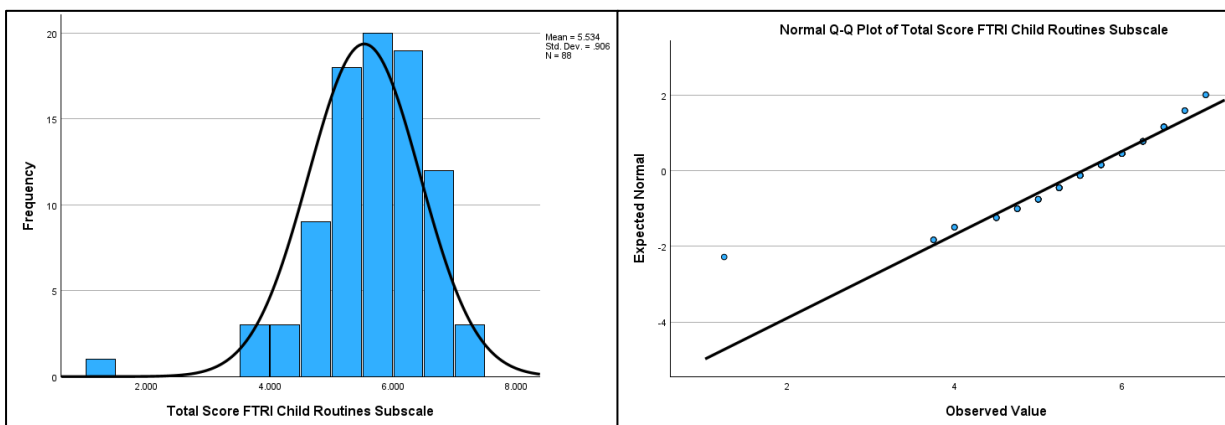 Mean = 5.534
Std. Dev. = .906
N = 88
Frequency
20
15
10
5
0
2.000 4.000 6.000 8.000
Total Score FTRI Child Routines Subscale
Normal Q-Q Plot of Total Score FTRI Child Routines Subscale
Expected Normal
2
0
-2
-4
2 4 6
Observed Value